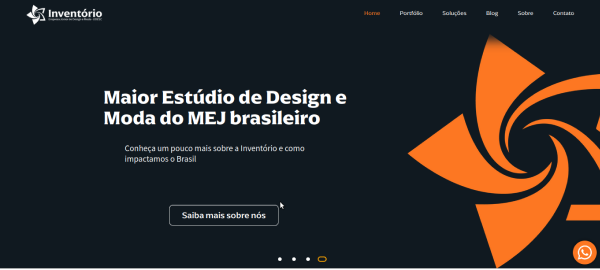 Inventório
Home
Portfólio
Soluções
Blog
Sobre
Contato
Maior Estúdio de Design e
Moda do MEJ brasileiro
Conheça um pouco mais sobre a Inventório e como
impactamos o Brasil
Saiba mais sobre nós